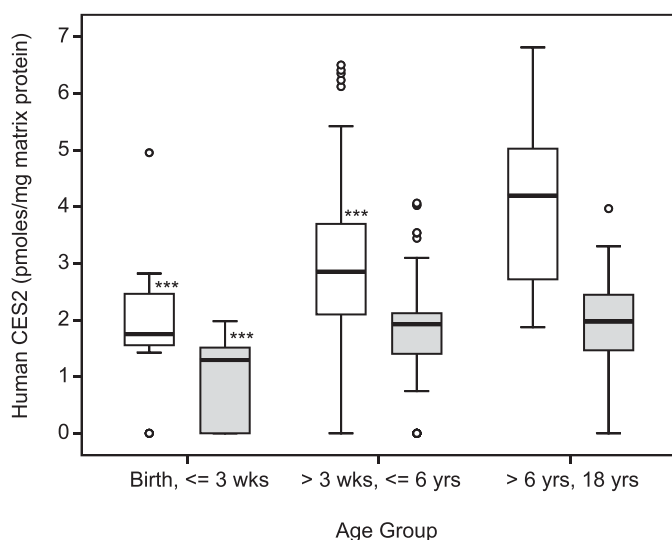 Human CES2 (pmoles/mg matrix protein)
7
6
5
4
3
2
1
0
***
***
***
Birth, <= 3 wks
> 3 wks, <= 6 yrs
> 6 yrs, 18 yrs
Age Group